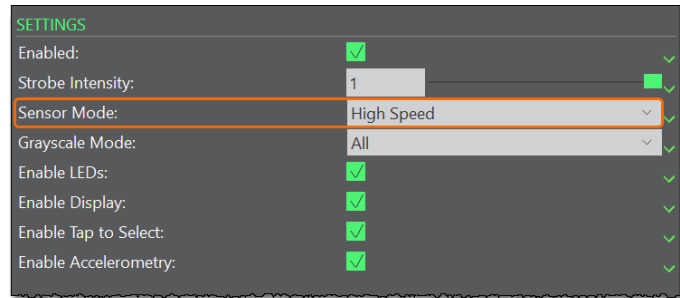 SETTINGS
Enabled:
Strobe Intensity: 1
Sensor Mode: High Speed
Grayscale Mode: All
Enable LEDs:
Enable Display:
Enable Tap to Select:
Enable Accelerometry: